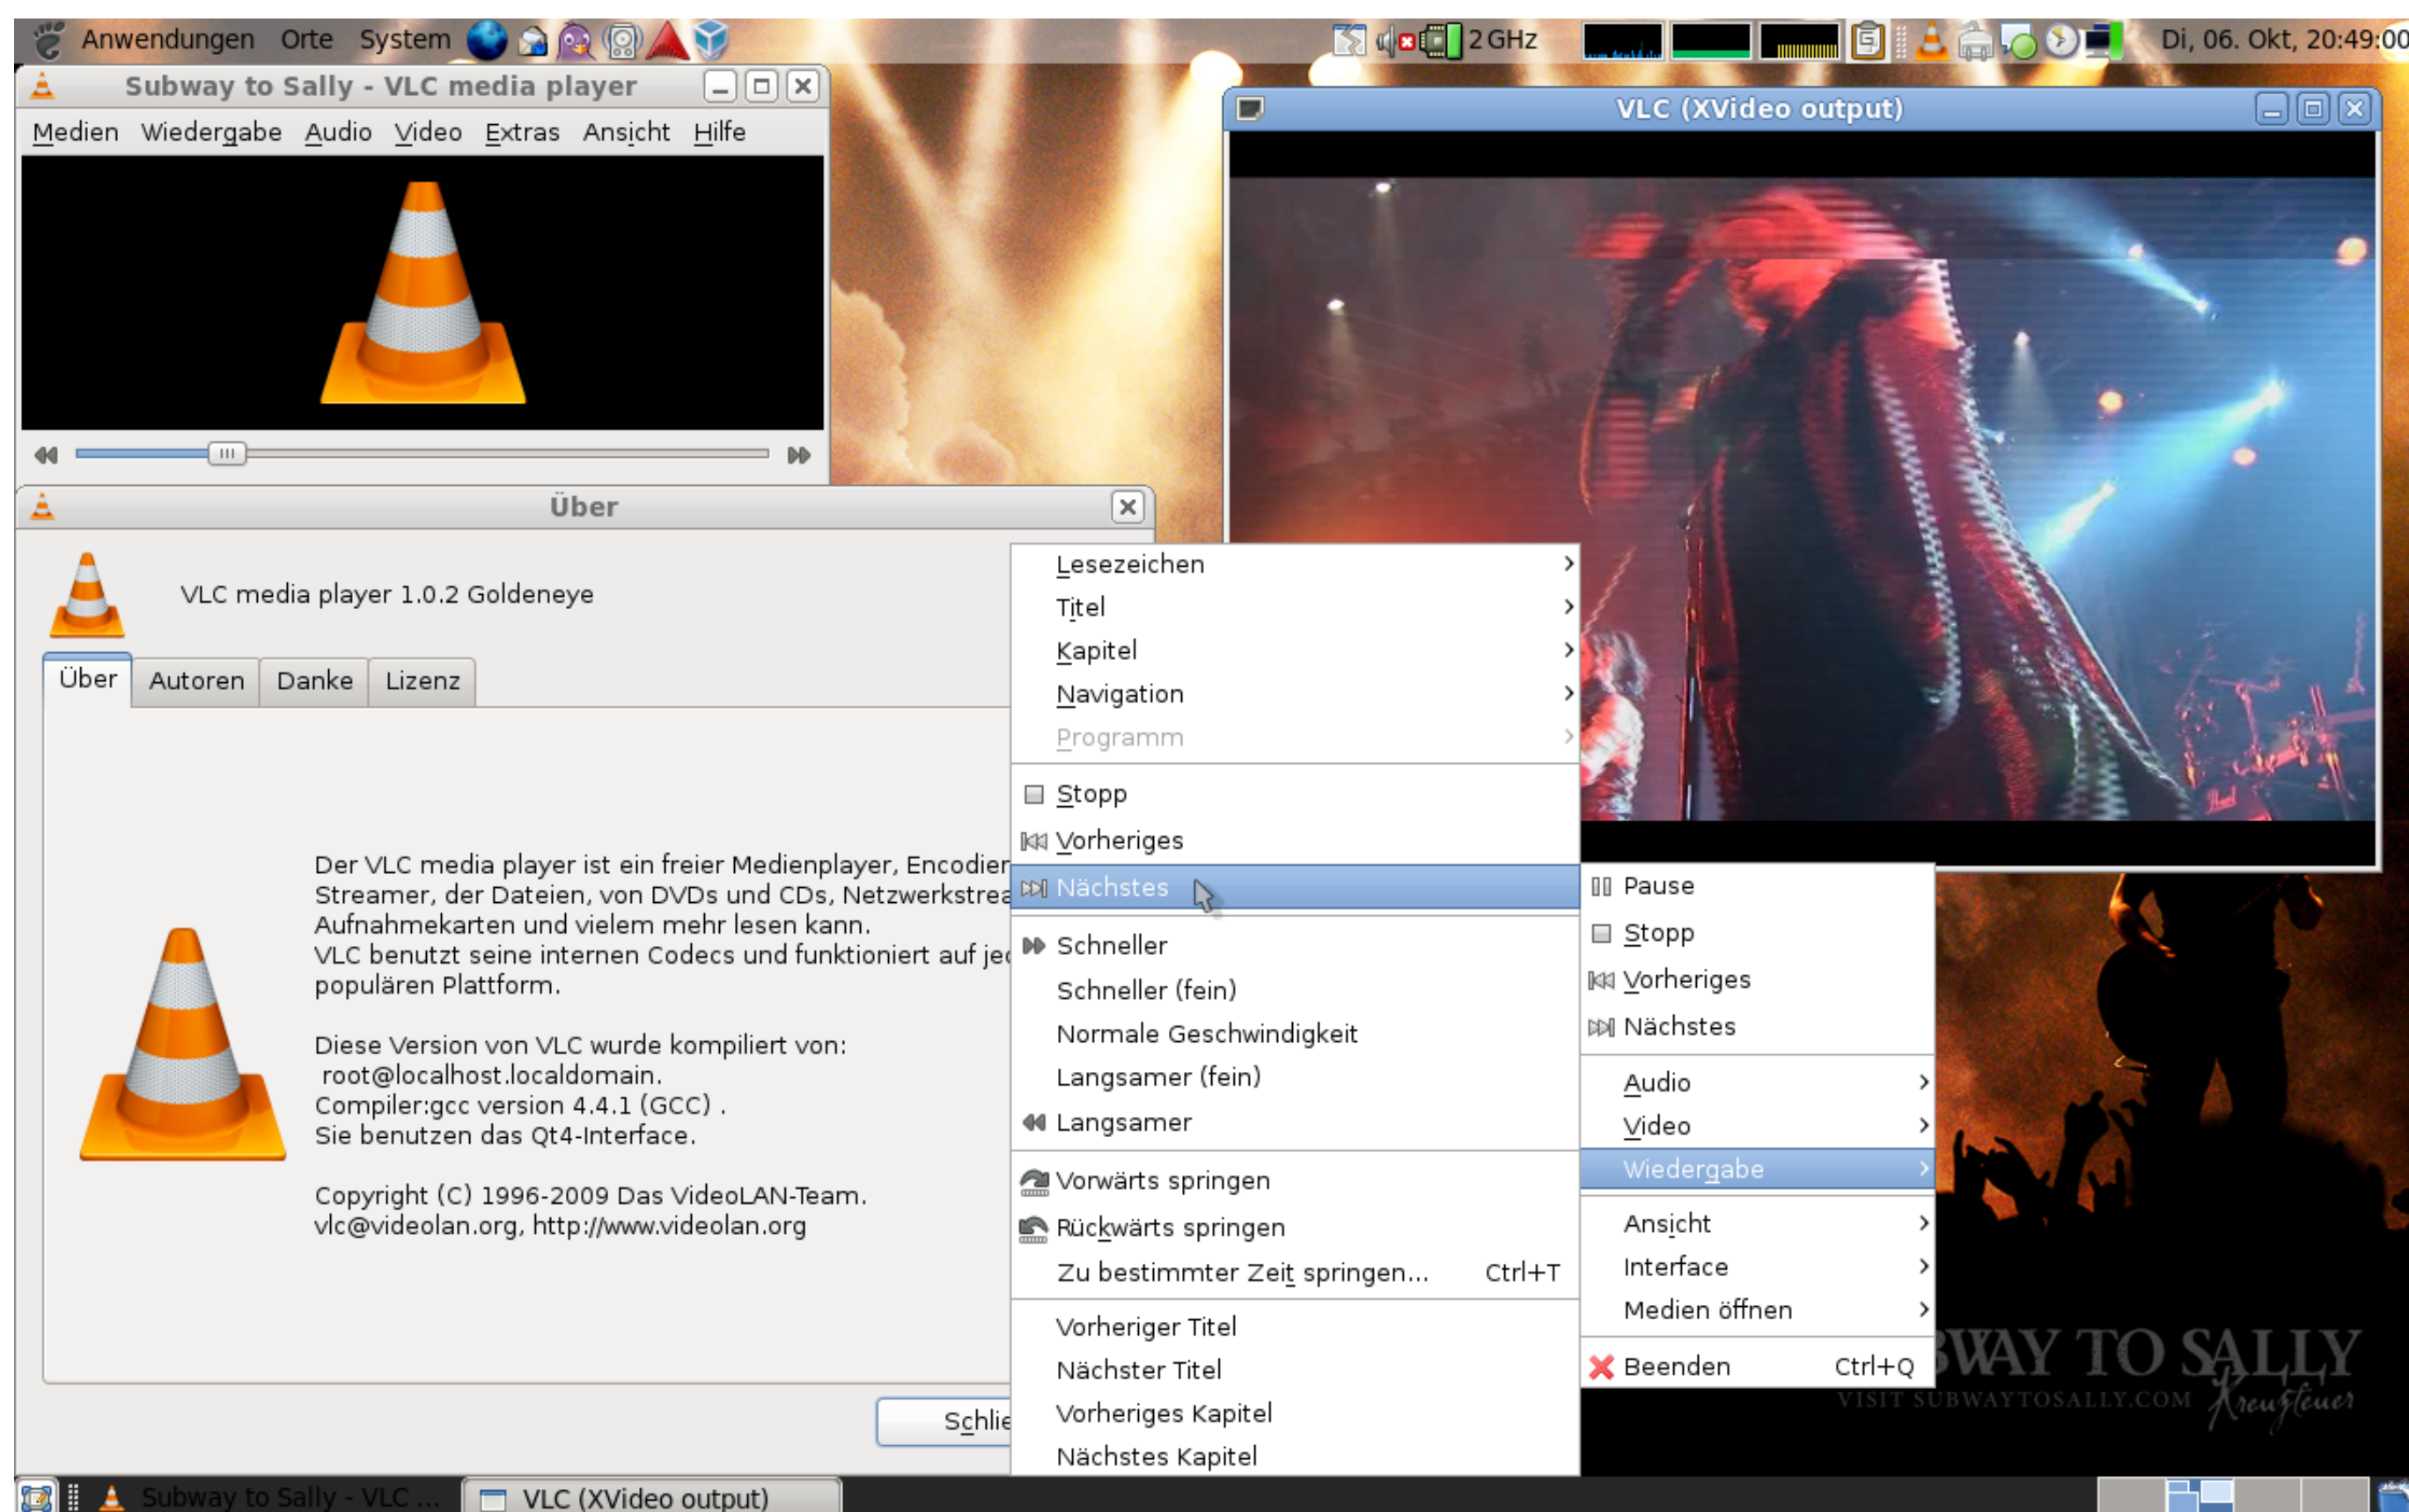 Anwendungen Orte System
2 GHz
Di, 06. Okt, 20:49:00
Subway to Sally - VLC media player
Medien Wiedergabe Audio Video Extras Ansicht Hilfe
VLC (XVideo output)
Über
VLC media player 1.0.2 Goldeneye
Über Autoren Danke Lizenz
Der VLC media player ist ein freier Medienplayer, Encodier
Streamer, der Dateien, von DVDs und CDs, Netzwerkstrea
Aufnahmekarten und vielem mehr lesen kann.
VLC benutzt seine internen Codecs und funktioniert auf jed
populären Plattform.
Diese Version von VLC wurde kompiliert von:
root@localhost.localdomain.
Compiler:gcc version 4.4.1 (GCC) .
Sie benutzen das Qt4-Interface.
Copyright (C) 1996-2009 Das VideoLAN-Team.
vlc@videolan.org, http://www.videolan.org
Schlie
Lesezeichen
Titel
Kapitel
Navigation
Programm
Stopp
Vorheriges
Nächstes
Schneller
Schneller (fein)
Normale Geschwindigkeit
Langsamer (fein)
Langsamer
Vorwärts springen
Rückwärts springen
Zu bestimmter Zeit springen... Ctrl+T
Vorheriger Titel
Nächster Titel
Vorheriges Kapitel
Nächstes Kapitel
Pause
Stopp
Vorheriges
Nächstes
Audio
Video
Wiedergabe
Ansicht
Interface
Medien öffnen
Beenden Ctrl+Q
Pearl
BWAY TO SALLY
VISIT SUBWAYTOSALLY.COM Kreuzfeuer
Subway to Sally - VLC ...
VLC (XVideo output)